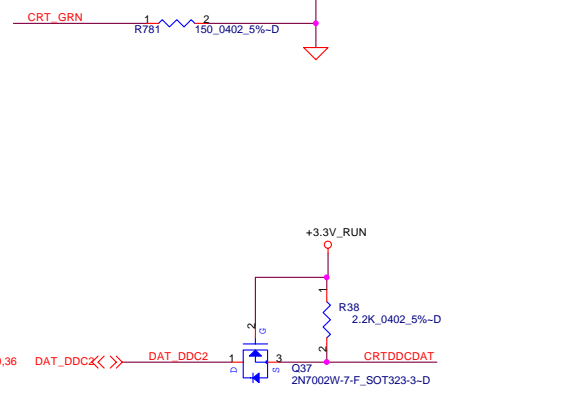 CRT_GRN
1
2
R781
150_0402_5%~D
+3.3V_RUN
1
R38
2.2K_0402_5%~D
2
2
G
,36
DAT_DDC2
DAT_DDC2
1
3
CRTDDCDAT
D
S
Q37
2N7002W-7-F_SOT323-3~D